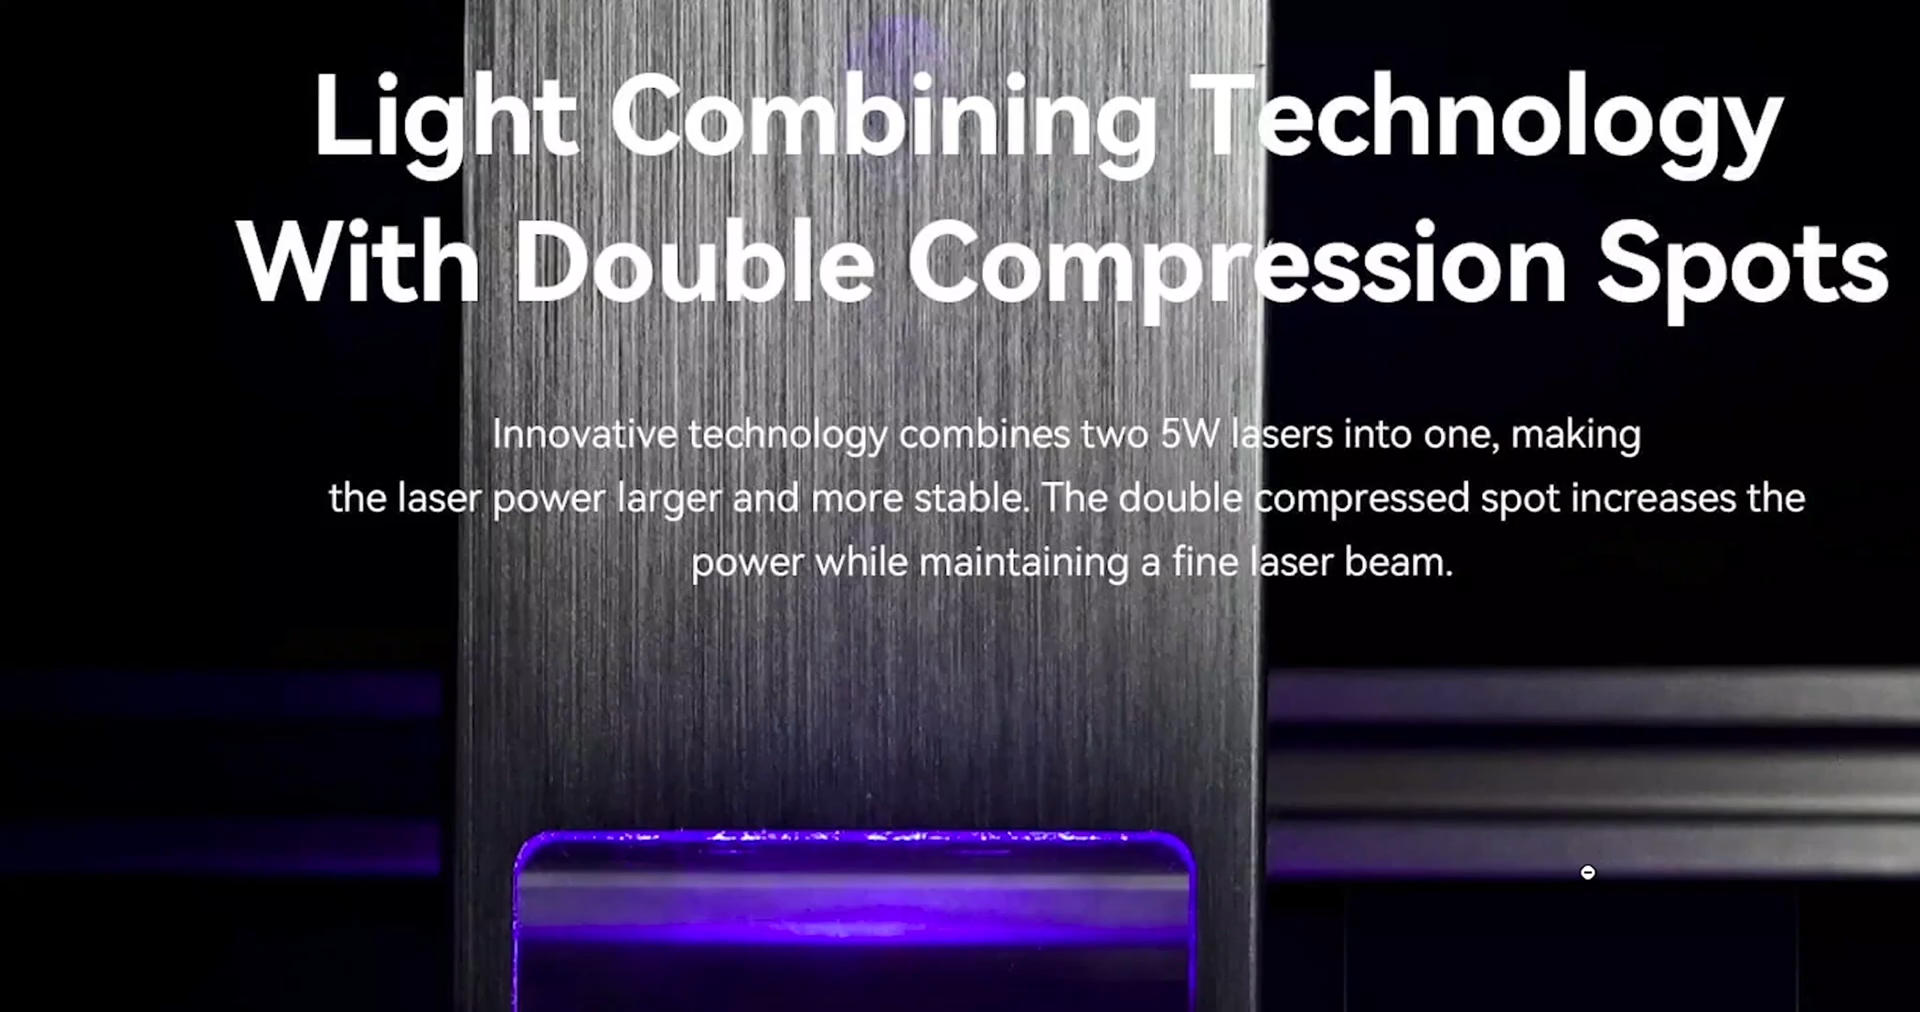 Light Combining Technology
With Double Compression Spots
Innovative technology combines two 5W lasers into one, making
the laser power larger and more stable. The double compressed spot increases the
power while maintaining a fine laser beam.